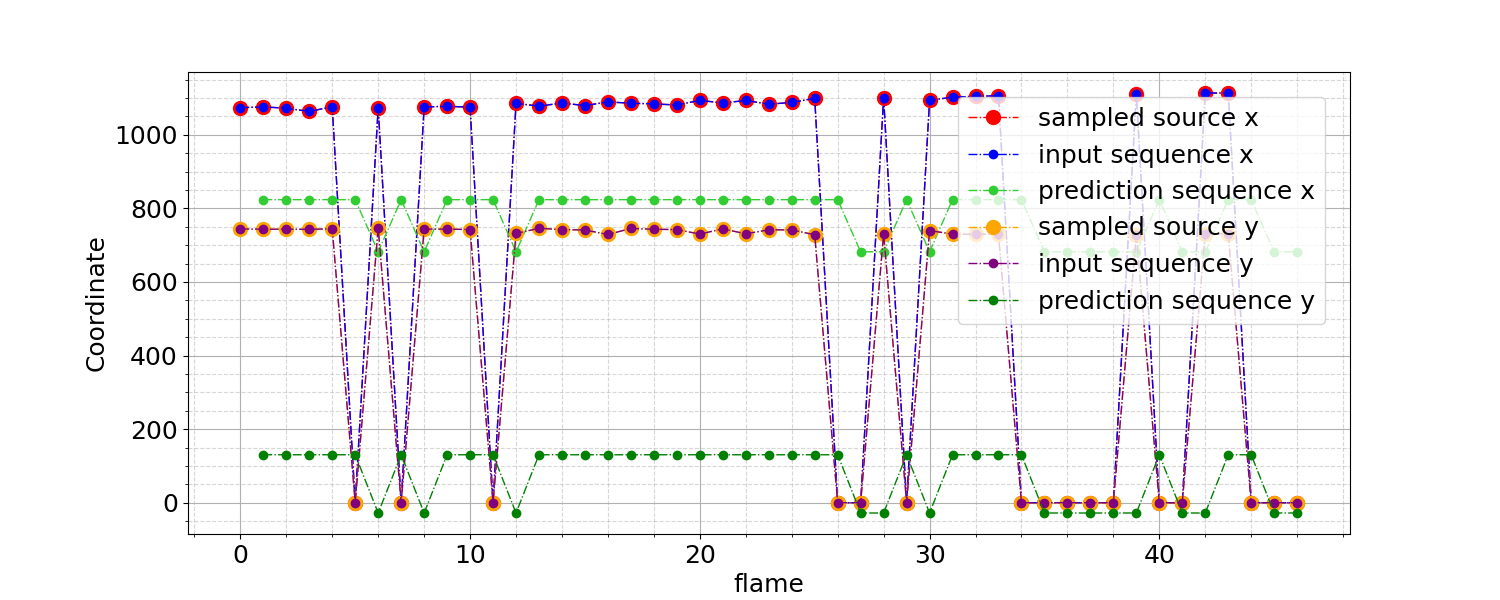 1000
800
600
400
200
0
Coordinate
0 10 20 30 40
flame
sampled source x
input sequence x
prediction sequence x
sampled source y
input sequence y
prediction sequence y